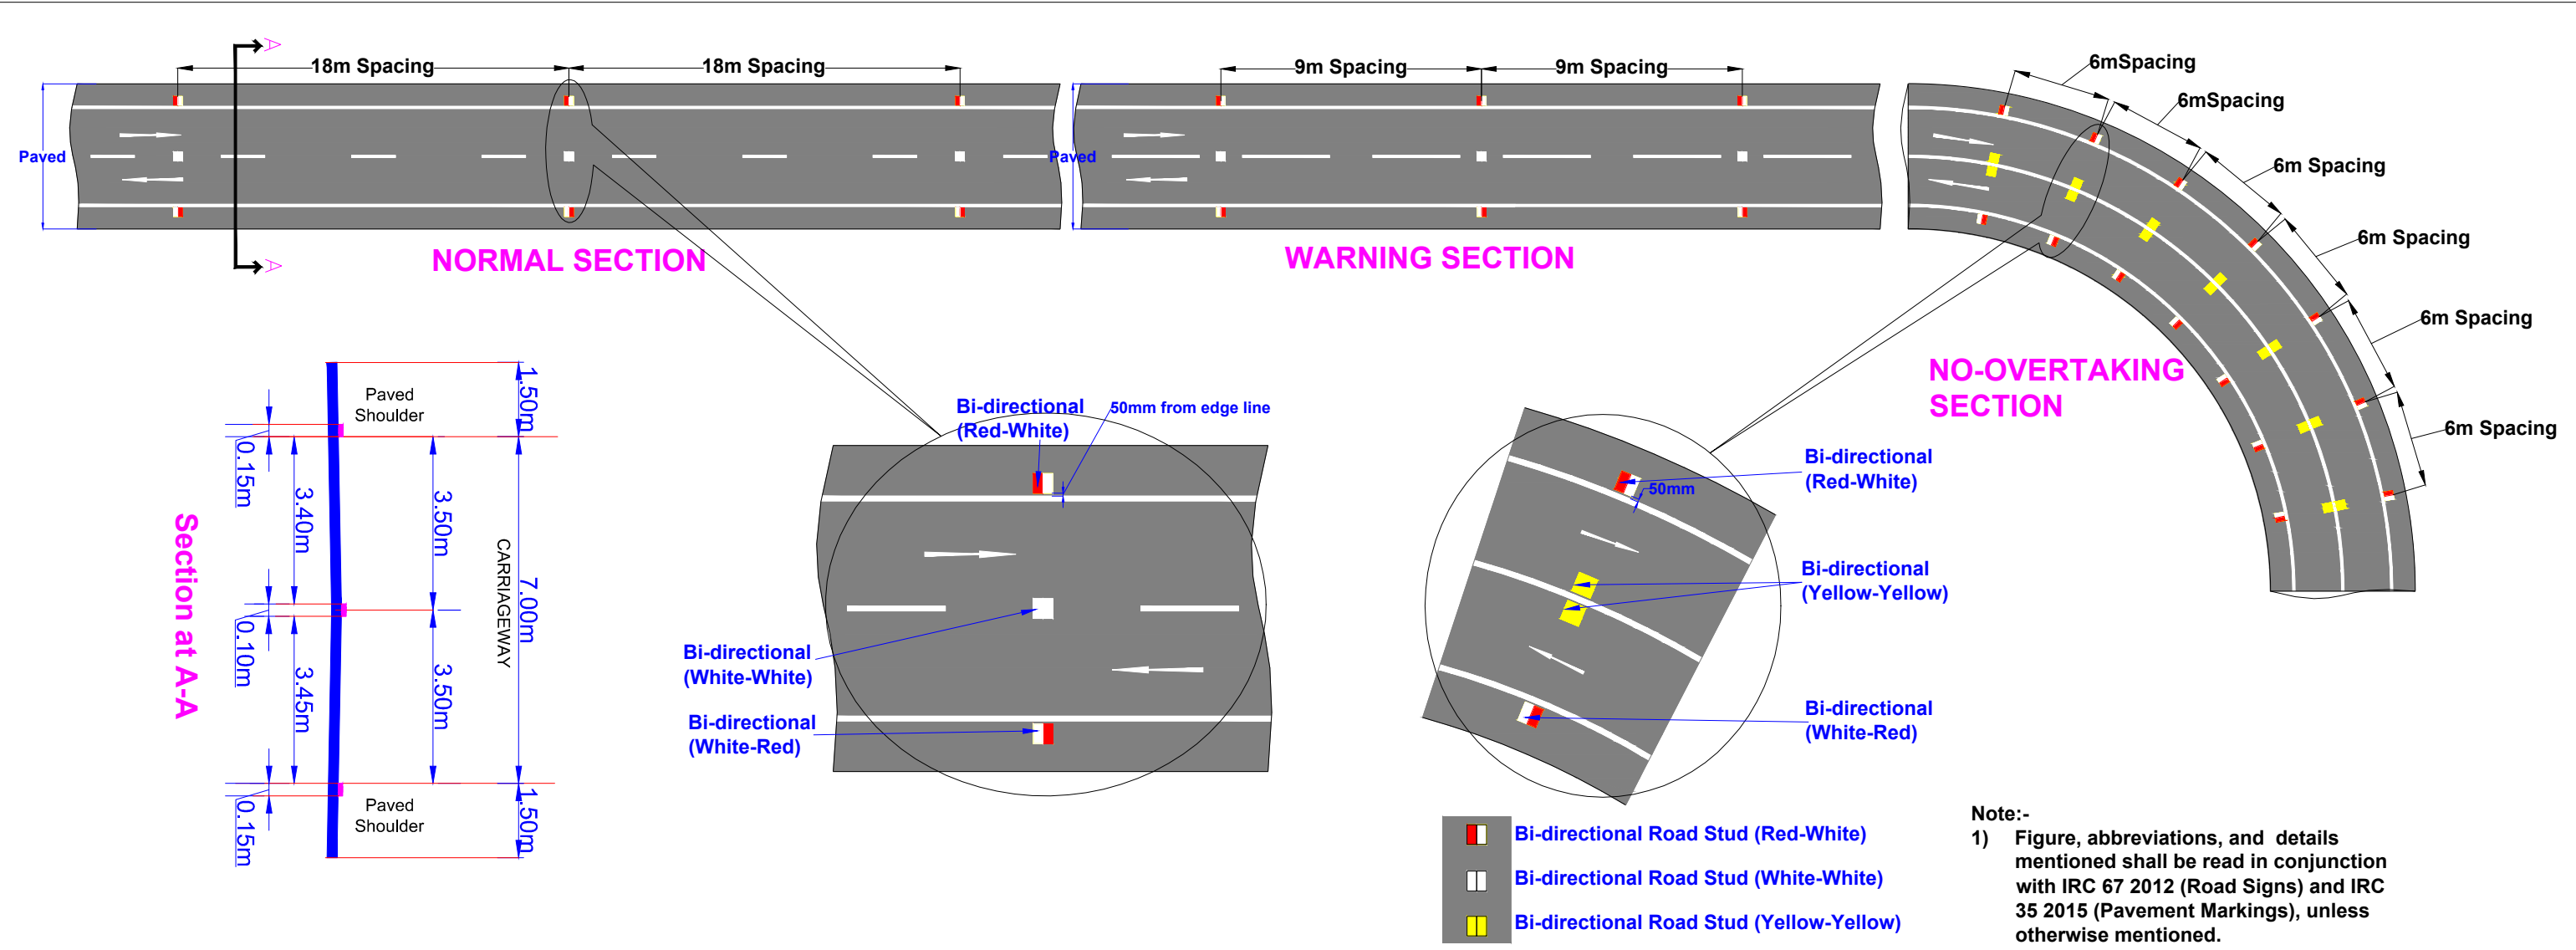 A
18m Spacing
18m Spacing
9m Spacing
9m Spacing
6mSpacing
6mSpacing
6m Spacing
6m Spacing
6m Spacing
6m Spacing
Paved
Paved
A
NORMAL SECTION
WARNING SECTION
NO-OVERTAKING
SECTION
Section at A-A
0.15m
0.10m
0.15m
3.40m
3.45m
Paved
Shoulder
Paved
Shoulder
3.50m
3.50m
CARRIAGEWAY
1.50m
7.00m
1.50m
Bi-directional
(Red-White)
50mm from edge line
Bi-directional
(White-White)
Bi-directional
(White-Red)
50mm
Bi-directional
(Red-White)
Bi-directional
(Yellow-Yellow)
Bi-directional
(White-Red)
Bi-directional Road Stud (Red-White)
Bi-directional Road Stud (White-White)
Bi-directional Road Stud (Yellow-Yellow)
Note:-
1) Figure, abbreviations, and details
mentioned shall be read in conjunction
with IRC 67 2012 (Road Signs) and IRC
35 2015 (Pavement Markings), unless
otherwise mentioned.